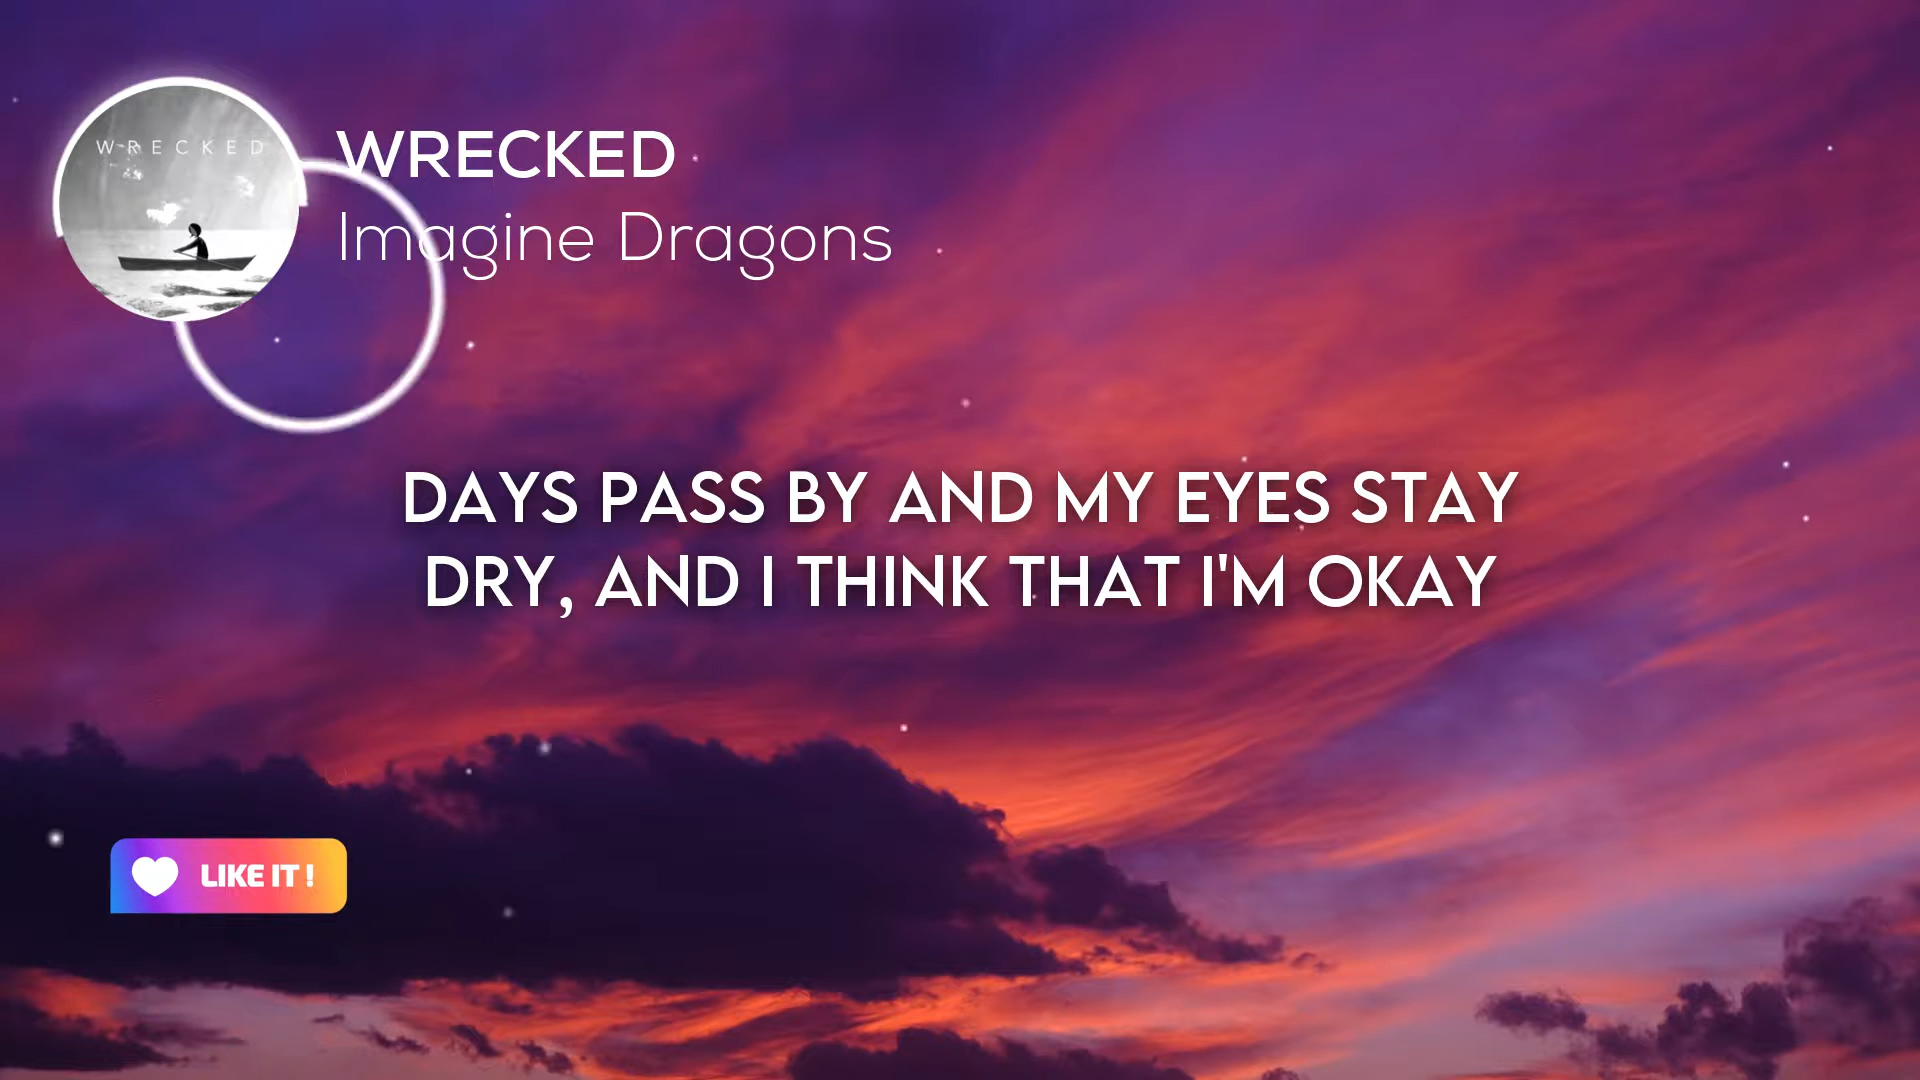 WRECKED
WRECKED
Imagine Dragons
DAYS PASS BY AND MY EYES STAY
DRY, AND I THINK THAT I'M OKAY
LIKE IT !